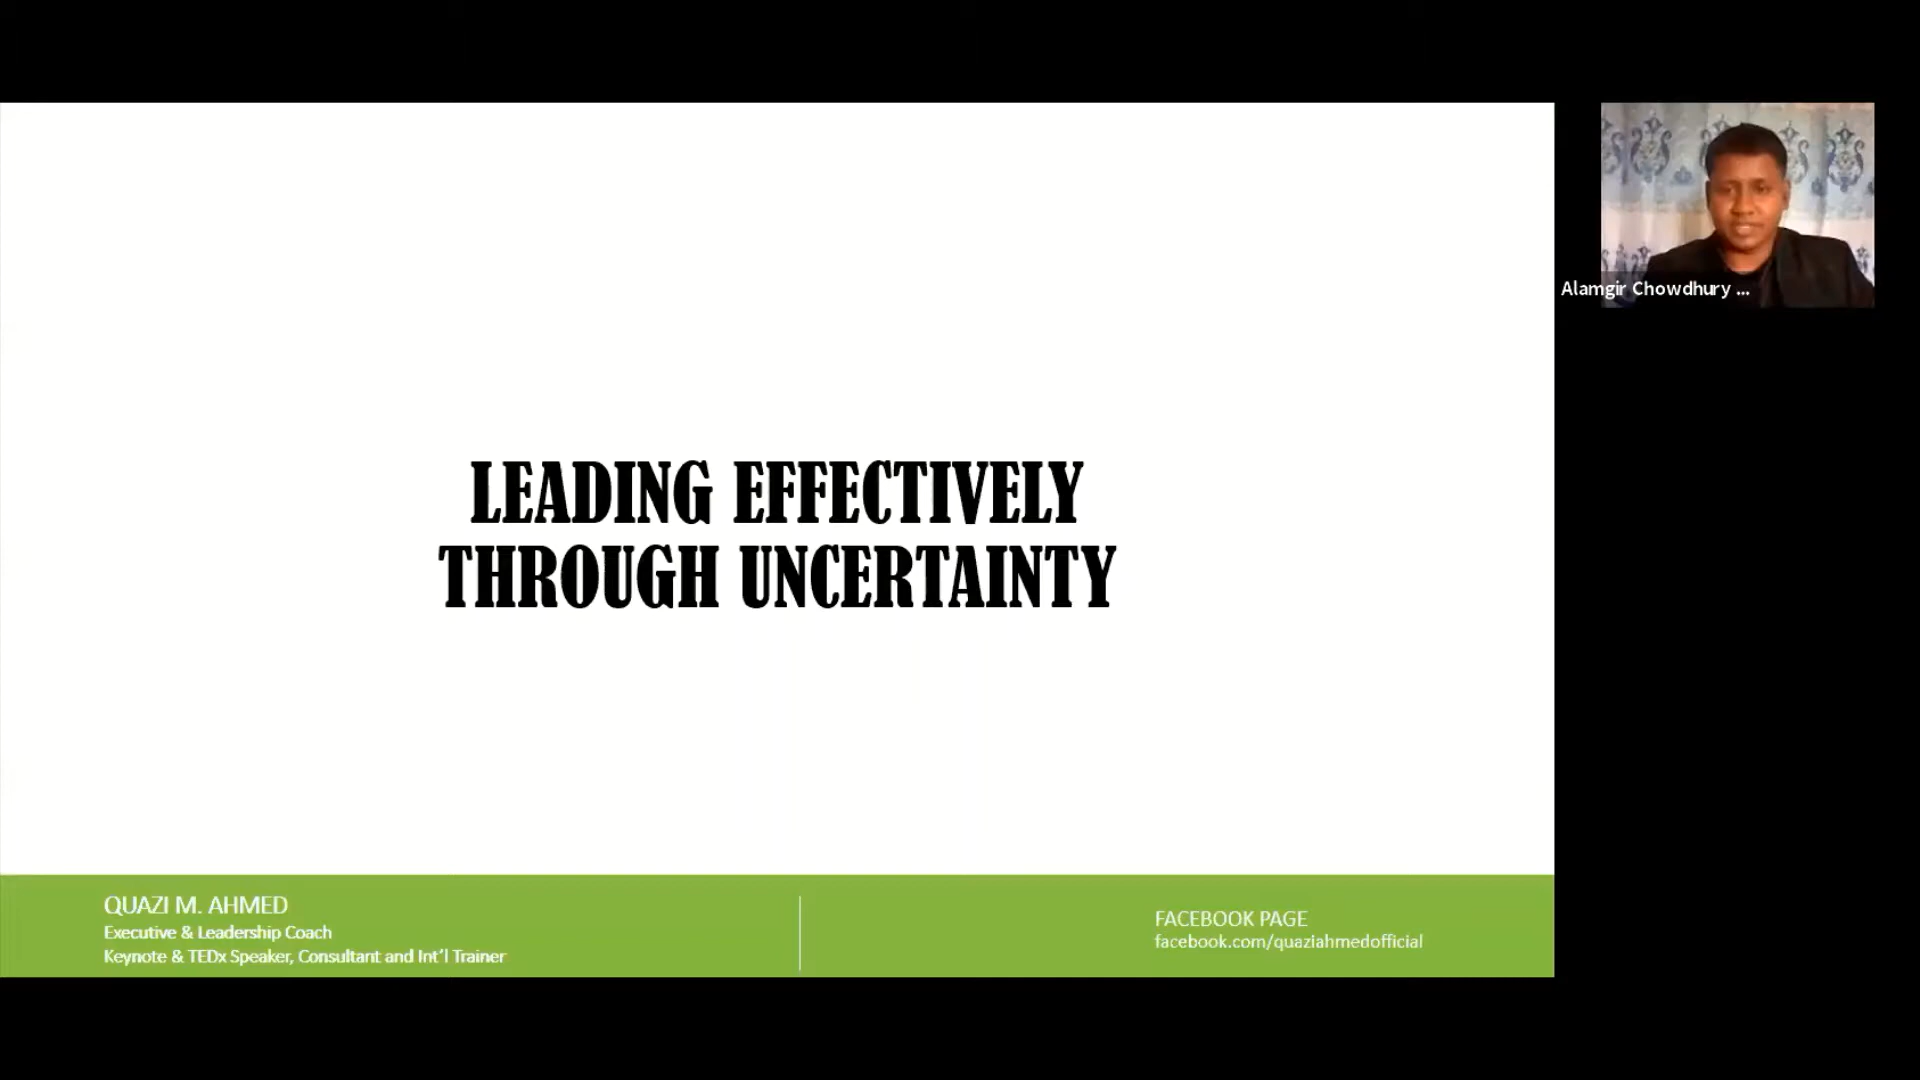 LEADING EFFECTIVELY
THROUGH UNCERTAINTY
Alamgir Chowdhury ...
QUAZI M. AHMED
Executive & Leadership Coach
Keynote & TEDx Speaker, Consultant and Int'l Trainer
FACEBOOK PAGE
facebook.com/quaziahmedofficial